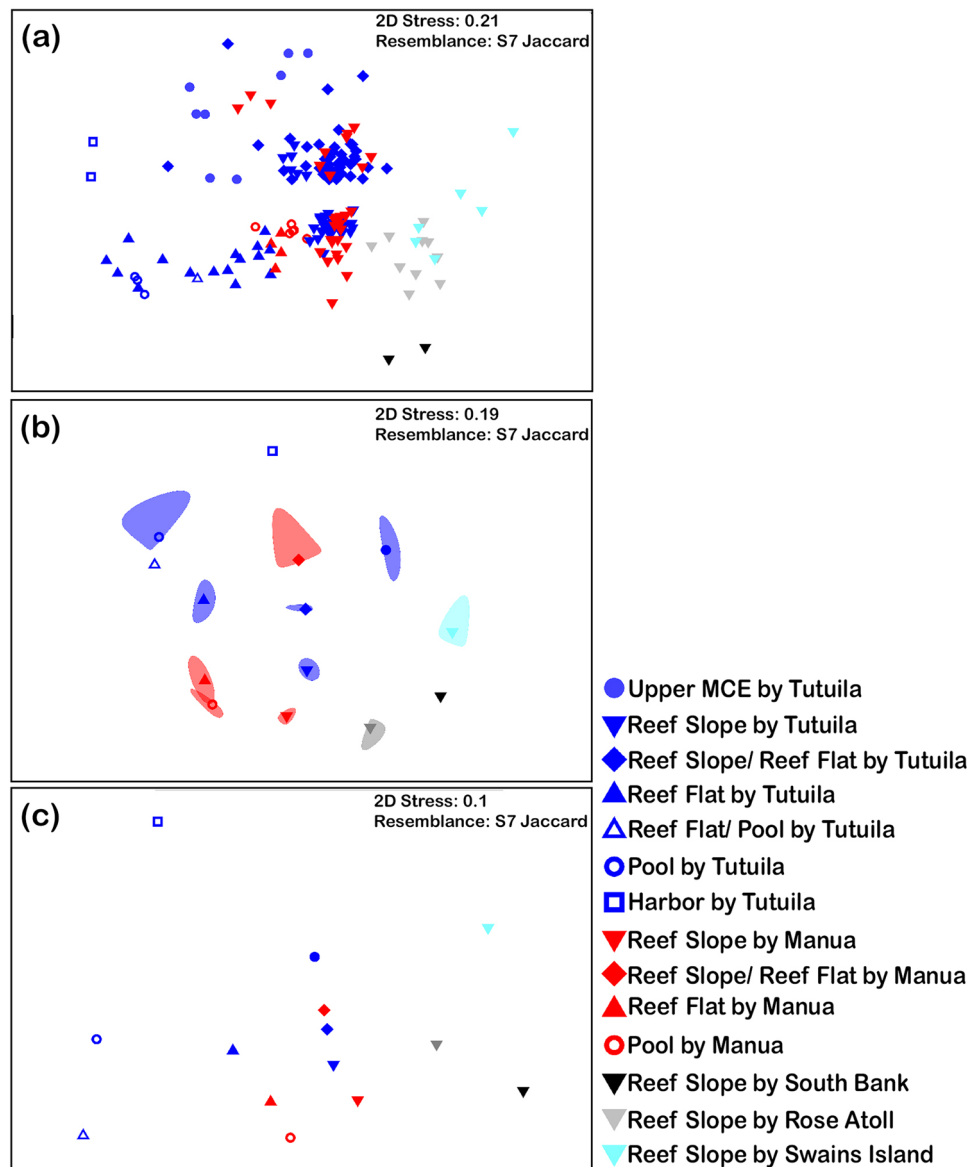 (a)
2D Stress: 0.21
Resemblance: S7 Jaccard
(b)
2D Stress: 0.19
Resemblance: S7 Jaccard
(c)
2D Stress: 0.1
Resemblance: S7 Jaccard
Upper MCE by Tutuila
Reef Slope by Tutuila
Reef Slope/ Reef Flat by Tutuila
Reef Flat by Tutuila
Reef Flat/ Pool by Tutuila
Pool by Tutuila
Harbor by Tutuila
Reef Slope by Manua
Reef Slope/ Reef Flat by Manua
Reef Flat by Manua
Pool by Manua
Reef Slope by South Bank
Reef Slope by Rose Atoll
Reef Slope by Swains Island